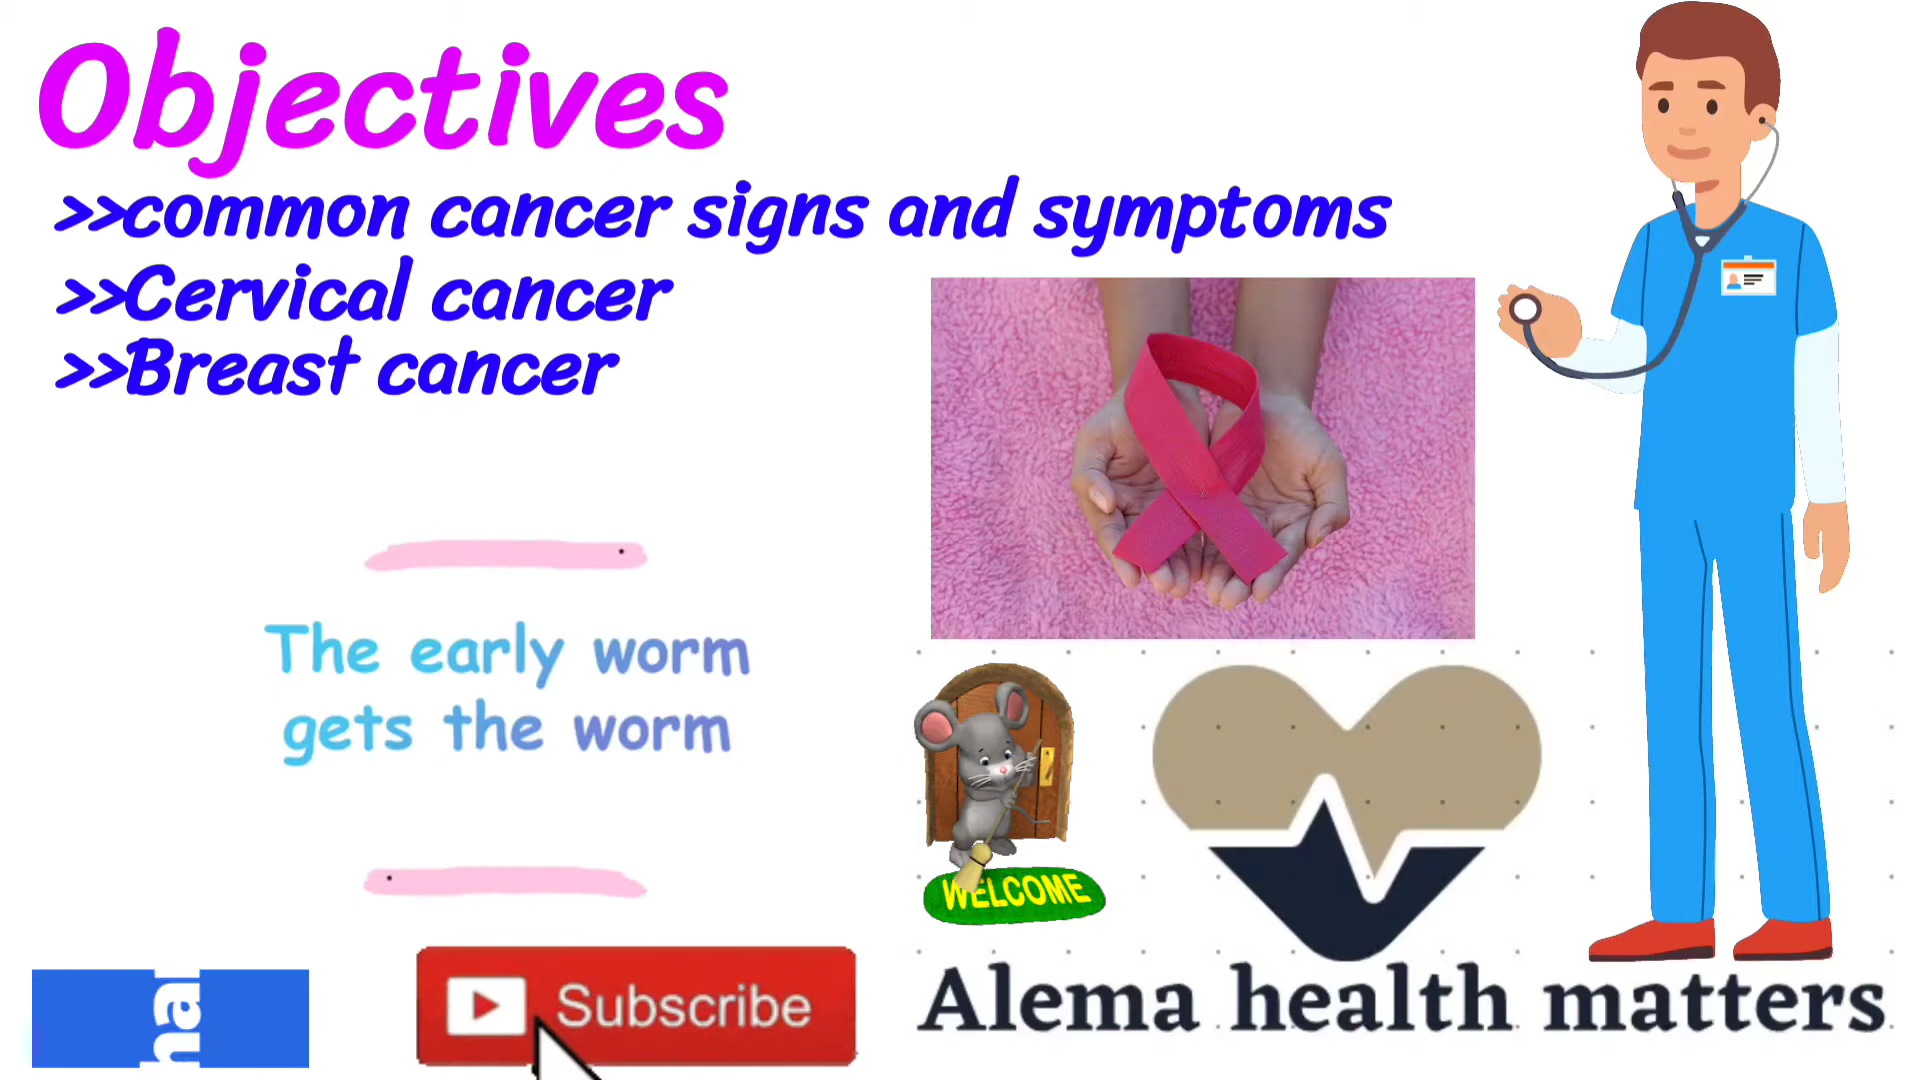 Objectives
>>common cancer signs and symptoms
>>Cervical cancer
>>Breast cancer
The early worm
gets the worm
WELCOME
ha
Subscribe
Alema health matters